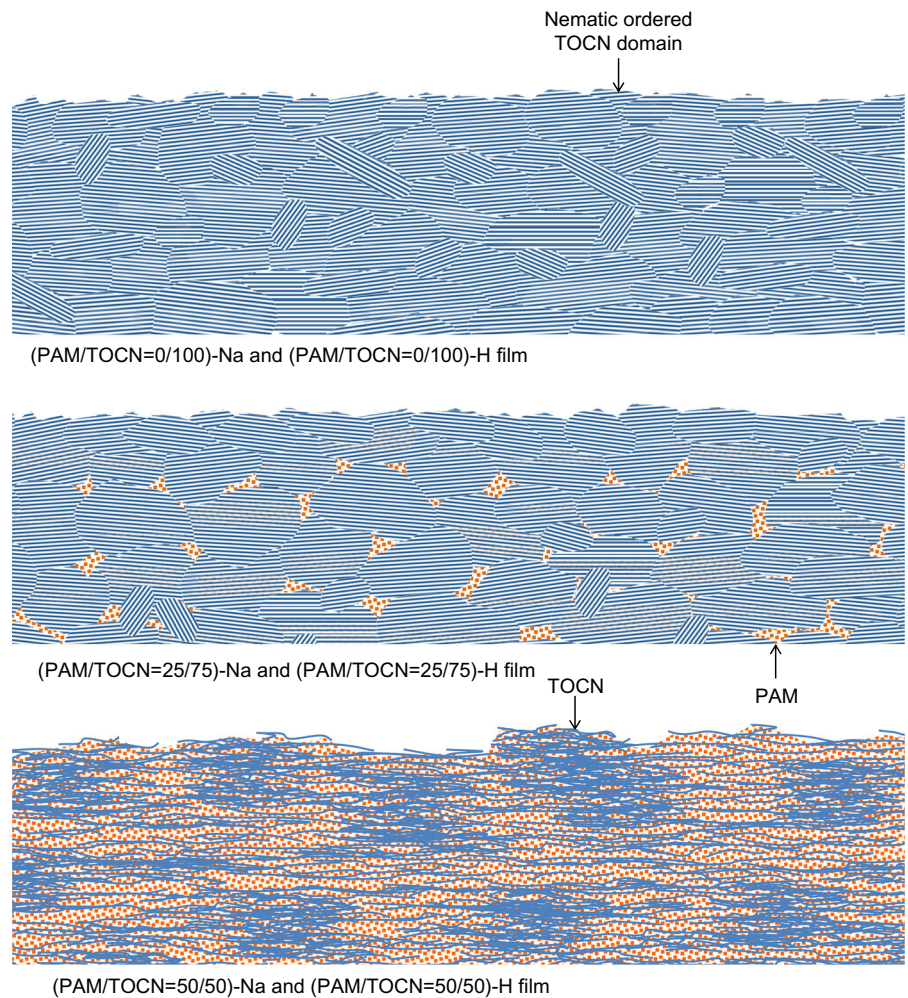 Nematic ordered
TOCN domain
(PAM/TOCN=0/100)-Na and (PAM/TOCN=0/100)-H film
(PAM/TOCN=25/75)-Na and (PAM/TOCN=25/75)-H film
PAM
TOCN
(PAM/TOCN=50/50)-Na and (PAM/TOCN=50/50)-H film